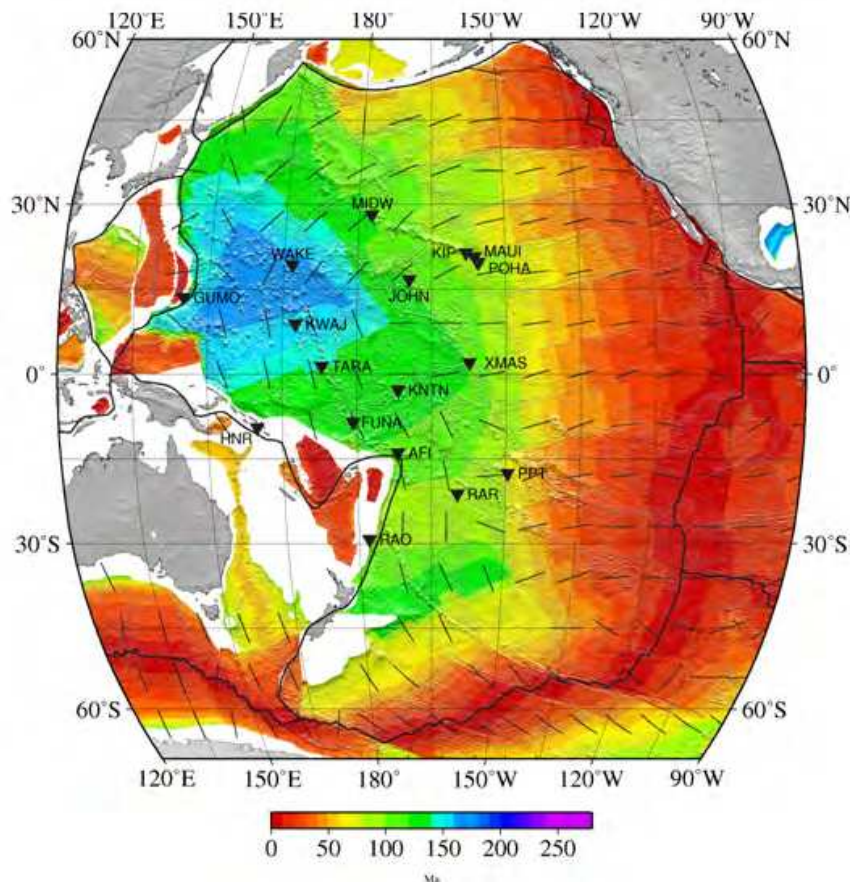 120˚E 150˚E 180˚ 150˚W 120˚W 90˚W
60˚N 60˚N
30˚N 30˚N
MIDW
KIP MAUI
WAKE POHA
JOHN
GUMO
KWAJ
TARA XMAS
0˚ 0˚
KNTN
FUNA
HNR
AFI
PPT
RAR
RAO
30˚S 30˚S
60˚S 60˚S
120˚E 150˚E 180˚ 150˚W 120˚W 90˚W
0 50 100 150 200 250
Ma